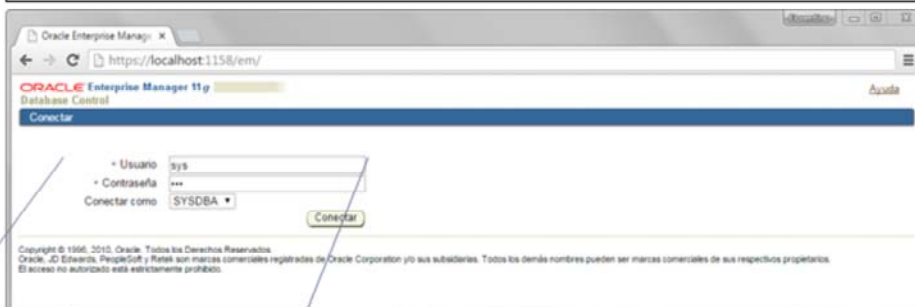 Oracle Enterprise Manage
https://localhost:1158/em/
ORACLE Enterprise Manager 11g
Database Control
Ayuda
Conectar
* Usuario sys
* Contraseña •••
Conectar como SYSDBA
Conectar
Copyright © 1996, 2010, Oracle. Todos los Derechos Reservados.
Oracle, JD Edwards, PeopleSoft y Retek son marcas comerciales registradas de Oracle Corporation y/o sus subsidiarias. Todos los demás nombres pueden ser marcas comerciales de sus respectivos propietarios.
El acceso no autorizado está estrictamente prohibido.